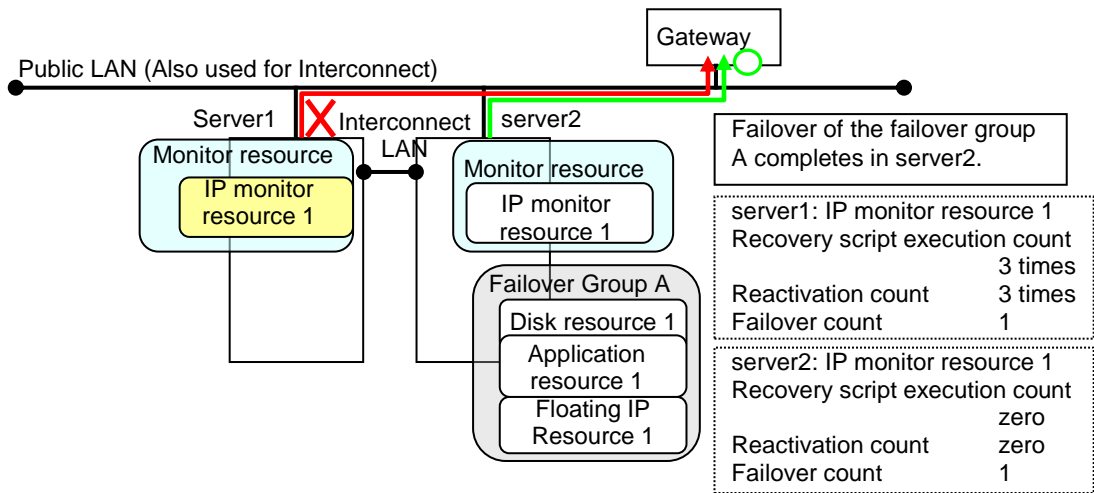 Gateway
Public LAN (Also used for Interconnect)
Server1
Interconnect
LAN
server2
Monitor resource
IP monitor
resource 1
Monitor resource
IP monitor
resource 1
Failover Group A
Disk resource 1
Application
resource 1
Floating IP
Resource 1
Failover of the failover group
A completes in server2.
server1: IP monitor resource 1
Recovery script execution count
3 times
Reactivation count 3 times
Failover count 1
server2: IP monitor resource 1
Recovery script execution count
zero
Reactivation count zero
Failover count 1